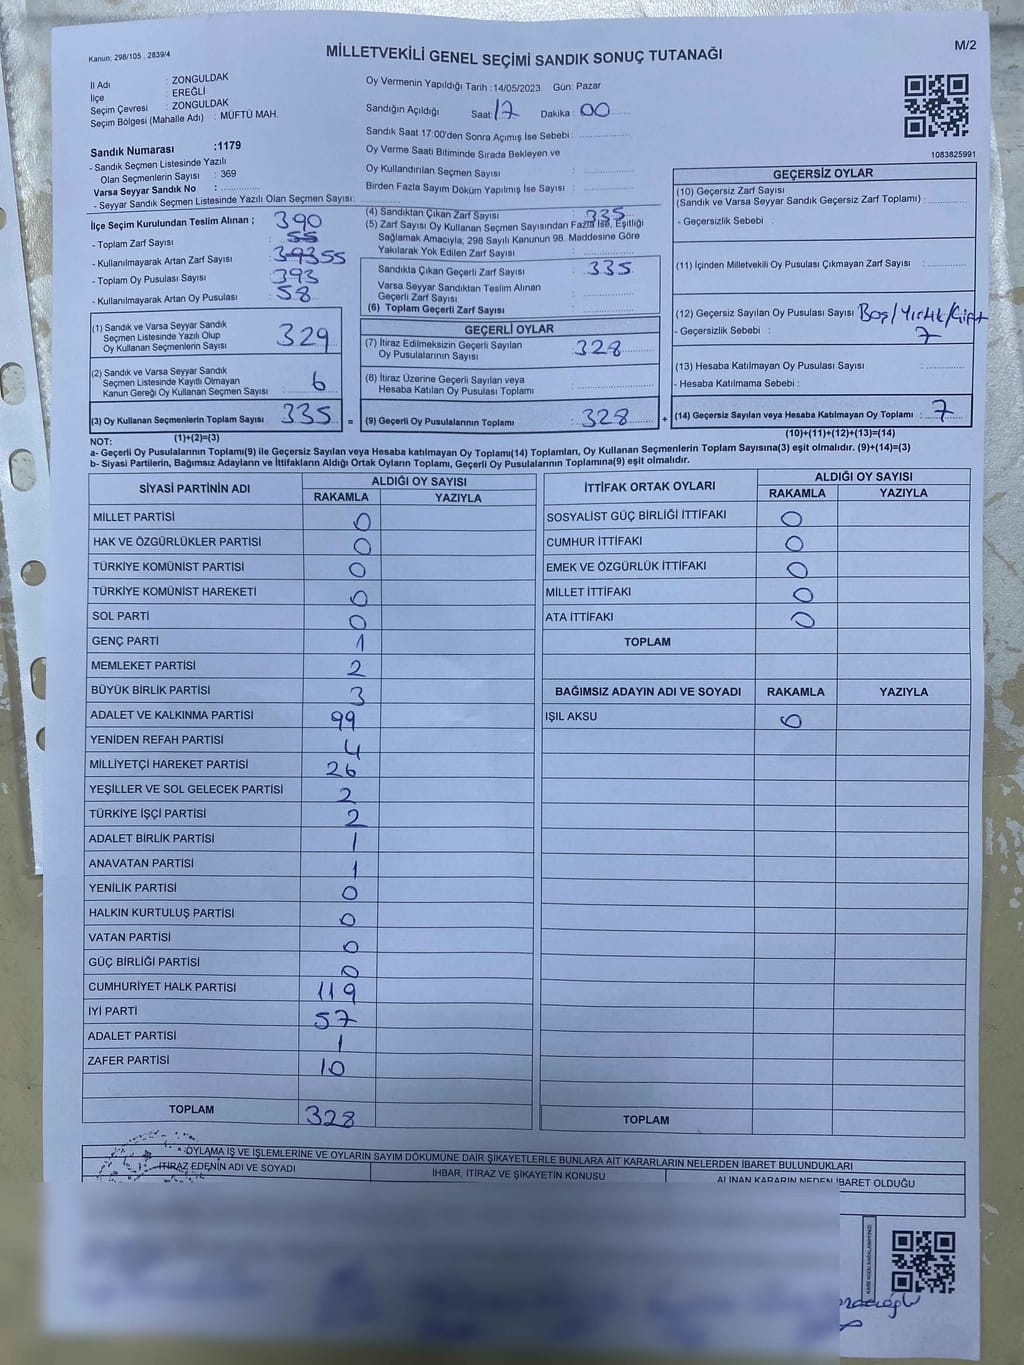 Kanun: 298/105 . 2839/4
MİLLETVEKİLİ GENEL SEÇİMİ SANDIK SONUÇ TUTANAĞI
M/2
İl Adı : ZONGULDAK
İlçe : EREĞLİ
Seçim Çevresi : ZONGULDAK
Seçim Bölgesi (Mahalle Adı) : MÜFTÜ MAH.
Oy Vermenin Yapıldığı Tarih :14/05/2023 Gün: Pazar
Sandığın Açıldığı Saat: 17 Dakika : 00
Sandık Saat 17:00'den Sonra Açımış İse Sebebi :
Oy Verme Saati Bitiminde Sırada Bekleyen ve
Oy Kullandırılan Seçmen Sayısı :
Birden Fazla Sayım Döküm Yapılmış İse Sayısı :
1083825991
Sandık Numarası :1179
- Sandık Seçmen Listesinde Yazılı
Olan Seçmenlerin Sayısı : 369
Varsa Seyyar Sandık No :
- Seyyar Sandık Seçmen Listesinde Yazılı Olan Seçmen Sayısı:
İlçe Seçim Kurulundan Teslim Alınan ;
- Toplam Zarf Sayısı : 390
- Kullanılmayarak Artan Zarf Sayısı : 55
- Toplam Oy Pusulası Sayısı : 393
- Kullanılmayarak Artan Oy Pusulası : 58
(4) Sandıktan Çıkan Zarf Sayısı : 335
(5) Zarf Sayısı Oy Kullanan Seçmen Sayısından Fazla İse, Eşitliği
Sağlamak Amacıyla, 298 Sayılı Kanunun 98. Maddesine Göre
Yakılarak Yok Edilen Zarf Sayısı :
Sandıkta Çıkan Geçerli Zarf Sayısı : 335
Varsa Seyyar Sandıktan Teslim Alınan
Geçerli Zarf Sayısı :
(6) Toplam Geçerli Zarf Sayısı :
GEÇERSİZ OYLAR
(10) Geçersiz Zarf Sayısı
(Sandık ve Varsa Seyyar Sandık Geçersiz Zarf Toplamı) :
- Geçersizlik Sebebi :
(11) İçinden Milletvekili Oy Pusulası Çıkmayan Zarf Sayısı :
(12) Geçersiz Sayılan Oy Pusulası Sayısı : Boş/Yırtık/Çift
- Geçersizlik Sebebi : 7
(13) Hesaba Katılmayan Oy Pusulası Sayısı :
- Hesaba Katılmama Sebebi :
(14) Geçersiz Sayılan veya Hesaba Katılmayan Oy Toplamı : 7
(10)+(11)+(12)+(13)=(14)
(1) Sandık ve Varsa Seyyar Sandık
Seçmen Listesinde Yazılı Olup
Oy Kullanan Seçmenlerin Sayısı : 329
(2) Sandık ve Varsa Seyyar Sandık
Seçmen Listesinde Kayıtlı Olmayan
Kanun Gereği Oy Kullanan Seçmen Sayısı : 6
(3) Oy Kullanan Seçmenlerin Toplam Sayısı : 335 =
(1)+(2)=(3)
GEÇERLİ OYLAR
(7) İtiraz Edilmeksizin Geçerli Sayılan
Oy Pusulalarının Sayısı : 328
(8) İtiraz Üzerine Geçerli Sayılan veya
Hesaba Katılan Oy Pusulası Toplamı :
(9) Geçerli Oy Pusulalarının Toplamı : 328 +
NOT:
a- Geçerli Oy Pusulalarının Toplamı(9) ile Geçersiz Sayılan veya Hesaba katılmayan Oy Toplamı(14) Toplamları, Oy Kullanan Seçmenlerin Toplam Sayısına(3) eşit olmalıdır. (9)+(14)=(3)
b- Siyasi Partilerin, Bağımsız Adayların ve İttifakların Aldığı Ortak Oyların Toplamı, Geçerli Oy Pusulalarının Toplamına(9) eşit olmalıdır.
SİYASİ PARTİNİN ADI ALDIĞI OY SAYISI
RAKAMLA YAZIYLA
MİLLET PARTİSİ 0
HAK VE ÖZGÜRLÜKLER PARTİSİ 0
TÜRKİYE KOMÜNİST PARTİSİ 0
TÜRKİYE KOMÜNİST HAREKETİ 0
SOL PARTİ 0
GENÇ PARTİ 1
MEMLEKET PARTİSİ 2
BÜYÜK BİRLİK PARTİSİ 3
ADALET VE KALKINMA PARTİSİ 99
YENİDEN REFAH PARTİSİ 4
MİLLİYETÇİ HAREKET PARTİSİ 26
YEŞİLLER VE SOL GELECEK PARTİSİ 2
TÜRKİYE İŞÇİ PARTİSİ 2
ADALET BİRLİK PARTİSİ 1
ANAVATAN PARTİSİ 1
YENİLİK PARTİSİ 0
HALKIN KURTULUŞ PARTİSİ 0
VATAN PARTİSİ 0
GÜÇ BİRLİĞİ PARTİSİ 0
CUMHURİYET HALK PARTİSİ 119
İYİ PARTİ 57
ADALET PARTİSİ 1
ZAFER PARTİSİ 10
TOPLAM 328
İTTİFAK ORTAK OYLARI ALDIĞI OY SAYISI
RAKAMLA YAZIYLA
SOSYALİST GÜÇ BİRLİĞİ İTTİFAKI 0
CUMHUR İTTİFAKI 0
EMEK VE ÖZGÜRLÜK İTTİFAKI 0
MİLLET İTTİFAKI 0
ATA İTTİFAKI 0
TOPLAM
BAĞIMSIZ ADAYIN ADI VE SOYADI RAKAMLA YAZIYLA
IŞIL AKSU 0
TOPLAM
* OYLAMA İŞ VE İŞLEMLERİNE VE OYLARIN SAYIM DÖKÜMÜNE DAİR ŞİKAYETLERLE BUNLARA AİT KARARLARIN NELERDEN İBARET BULUNDUKLARI
İTİRAZ EDENİN ADI VE SOYADI İHBAR, İTİRAZ VE ŞİKAYETİN KONUSU ALINAN KARARIN NEDEN İBARET OLDUĞU